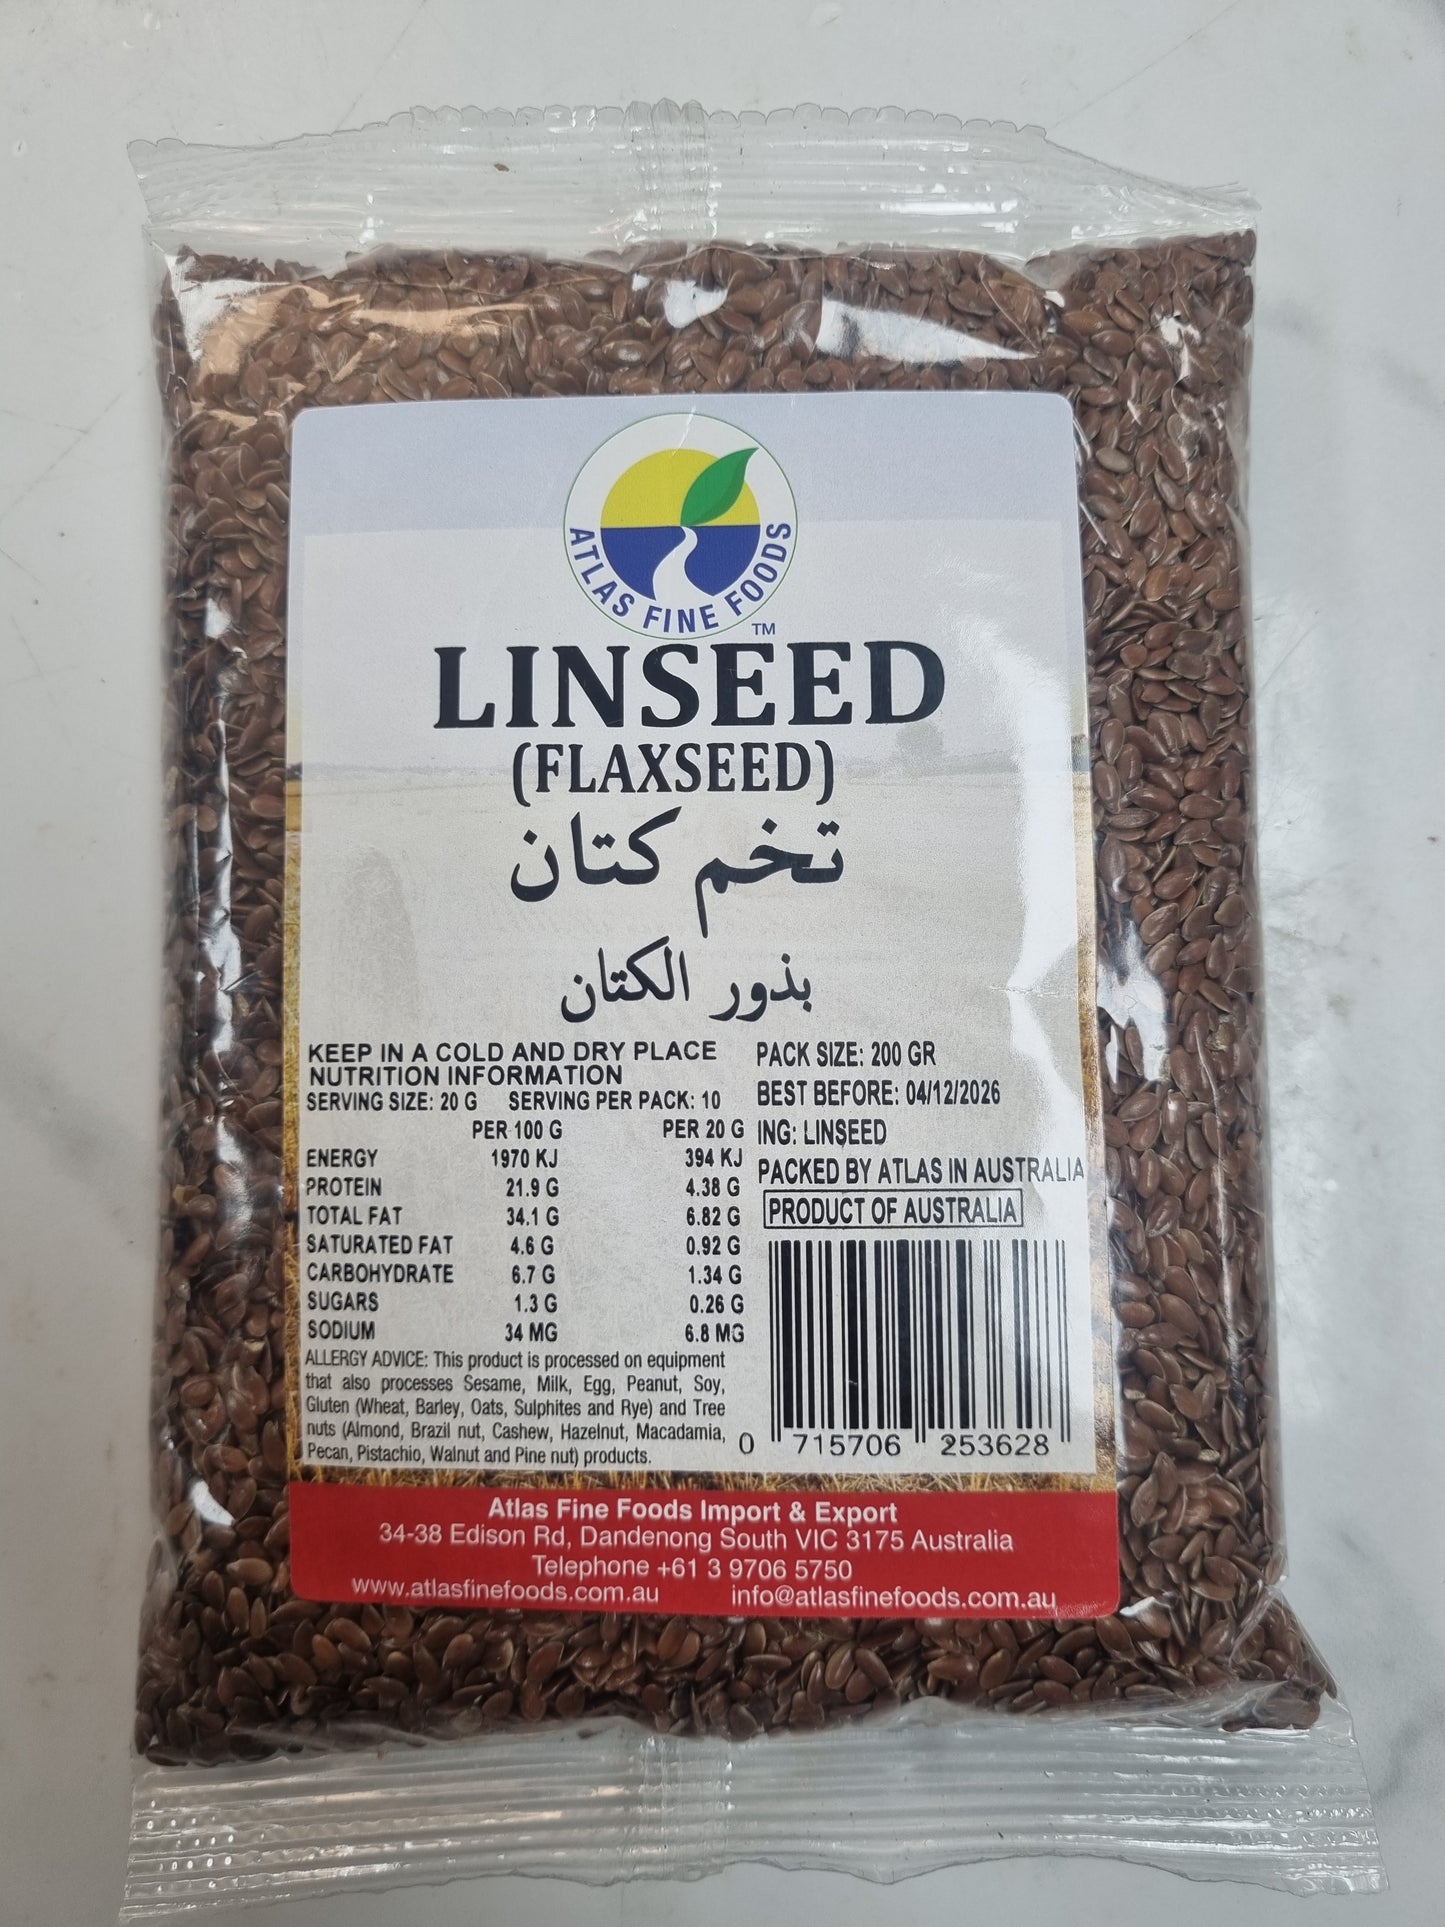 ATLAS FINE FOODS
TM
LINSEED
(FLAXSEED)
تخم كتان
بذور الكتان
KEEP IN A COLD AND DRY PLACE
NUTRITION INFORMATION
SERVING SIZE: 20 G SERVING PER PACK: 10
PER 100 G PER 20 G
ENERGY 1970 KJ 394 KJ
PROTEIN 21.9 G 4.38 G
TOTAL FAT 34.1 G 6.82 G
SATURATED FAT 4.6 G 0.92 G
CARBOHYDRATE 6.7 G 1.34 G
SUGARS 1.3 G 0.26 G
SODIUM 34 MG 6.8 MG
ALLERGY ADVICE: This product is processed on equipment
that also processes Sesame, Milk, Egg, Peanut, Soy,
Gluten (Wheat, Barley, Oats, Sulphites and Rye) and Tree
nuts (Almond, Brazil nut, Cashew, Hazelnut, Macadamia,
Pecan, Pistachio, Walnut and Pine nut) products.
PACK SIZE: 200 GR
BEST BEFORE: 04/12/2026
ING: LINSEED
PACKED BY ATLAS IN AUSTRALIA
PRODUCT OF AUSTRALIA
0 715706 253628
Atlas Fine Foods Import & Export
34-38 Edison Rd, Dandenong South VIC 3175 Australia
Telephone +61 3 9706 5750
www.atlasfinefoods.com.au info@atlasfinefoods.com.au